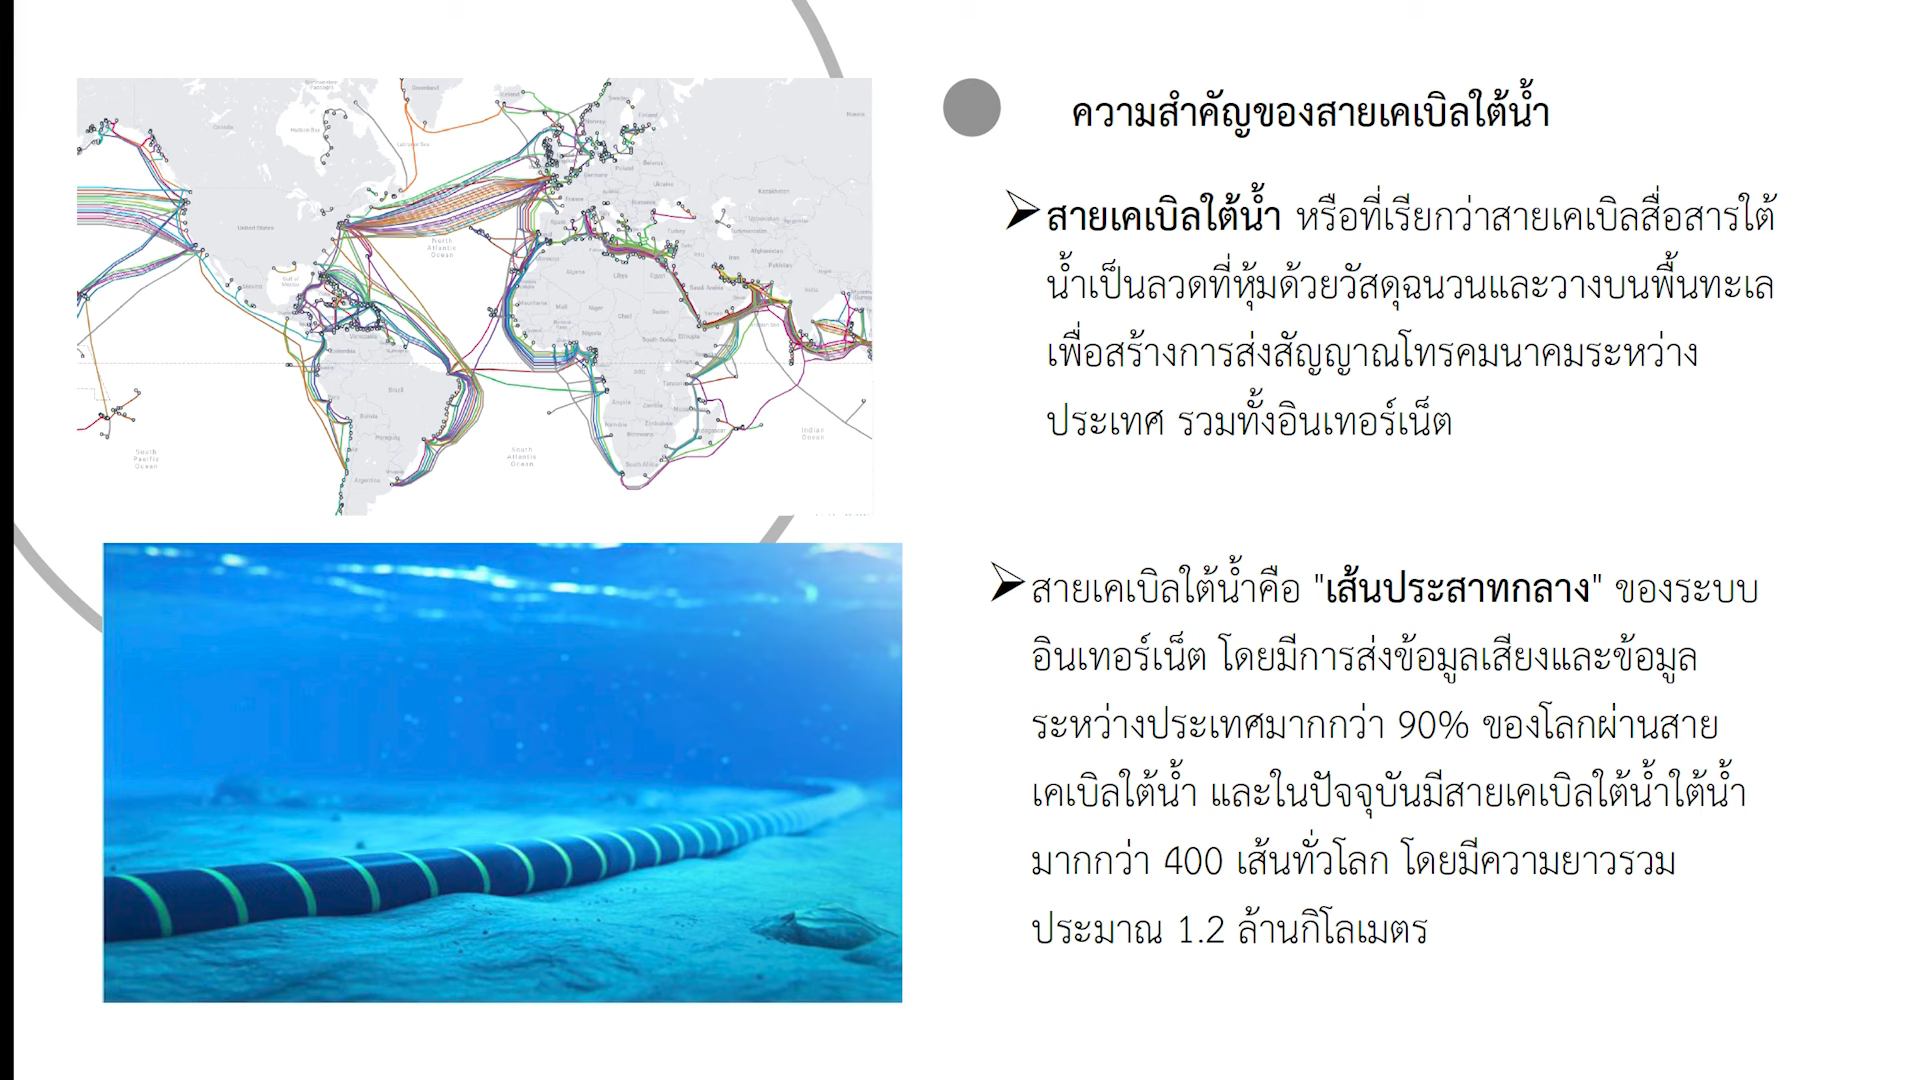 ความสำคัญของสายเคเบิลใต้น้ำ
สายเคเบิลใต้น้ำ หรือที่เรียกว่าสายเคเบิลสื่อสารใต้
น้ำเป็นลวดที่หุ้มด้วยวัสดุฉนวนและวางบนพื้นทะเล
เพื่อสร้างการส่งสัญญาณโทรคมนาคมระหว่าง
ประเทศ รวมทั้งอินเทอร์เน็ต
สายเคเบิลใต้น้ำคือ "เส้นประสาทกลาง" ของระบบ
อินเทอร์เน็ต โดยมีการส่งข้อมูลเสียงและข้อมูล
ระหว่างประเทศมากกว่า 90% ของโลกผ่านสาย
เคเบิลใต้น้ำ และในปัจจุบันมีสายเคเบิลใต้น้ำใต้น้ำ
มากกว่า 400 เส้นทั่วโลก โดยมีความยาวรวม
ประมาณ 1.2 ล้านกิโลเมตร
United States
North
Atlantic
Ocean
South
Pacific
Ocean
South
Atlantic
Ocean
Indian
Ocean
Brazil